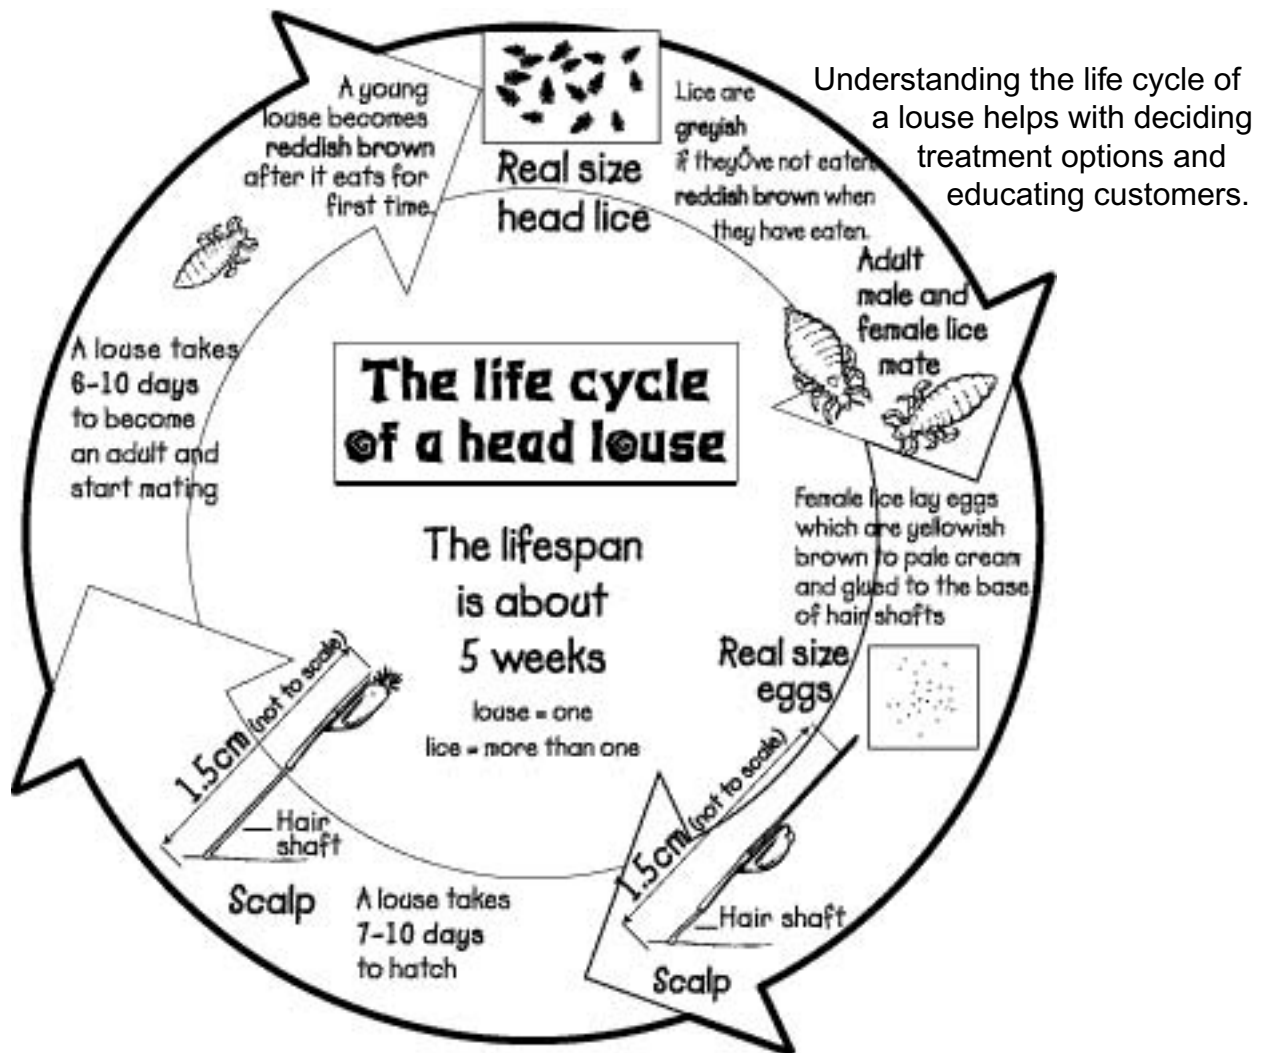 Understanding the life cycle of
a louse helps with deciding
treatment options and
educating customers.
The life cycle
of a head louse
The lifespan
is about
5 weeks
louse = one
lice = more than one
Real size
head lice
Lice are
greyish
if theyÕve not eaten,
reddish brown when
they have eaten.
Adult
male and
female lice
mate
Female lice lay eggs
which are yellowish
brown to pale cream
and glued to the base
of hair shafts
Real size
eggs
1.5cm (not to scale)
Hair shaft
Scalp
A louse takes
7-10 days
to hatch
1.5cm (not to scale)
Hair
shaft
Scalp
A louse takes
6-10 days
to become
an adult and
start mating
A young
louse becomes
reddish brown
after it eats for
first time.